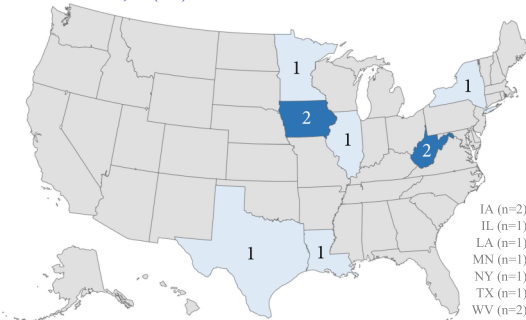 1
1
2
1
2
1
1
IA (n=2)
IL (n=1)
LA (n=1)
MN (n=1)
NY (n=1)
TX (n=1)
WV (n=2)